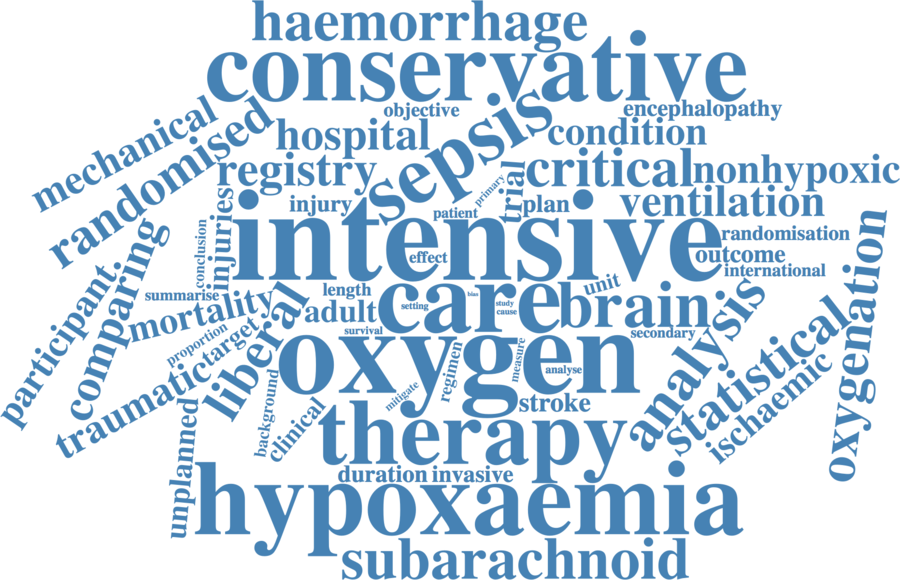 haemorrhage
conservative
objective
encephalopathy
mechanical
randomised
hospital
sepsis
condition
registry
critical
nonhypoxic
primary
trial
injury
patient
plan
ventilation
injuries
conclusion
intensive
randomisation
effect
outcome
international
comparing
participant
summarise
mortality
length
adult
setting
care
bias
study
cause
unit
brain
liberal
survival
secondary
proportion
target
traumatic
oxygen
regimen
measure
analyse
analysis
statistical
ischaemic
oxygenation
background
clinical
mitigate
stroke
therapy
unplanned
duration
invasive
hypoxaemia
subarachnoid